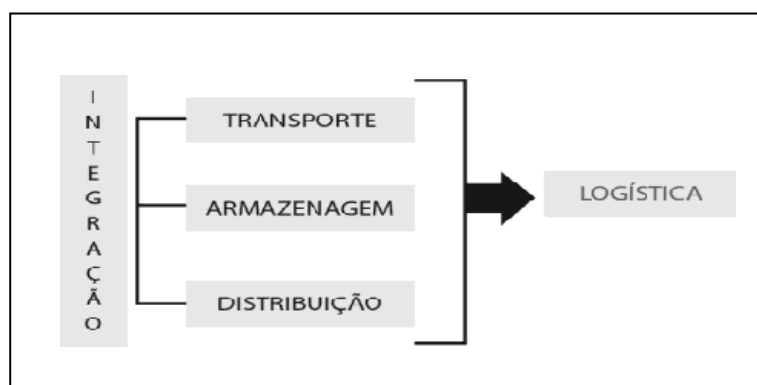 INTEGRAÇÃO
TRANSPORTE
ARMAZENAGEM
DISTRIBUIÇÃO
LOGÍSTICA